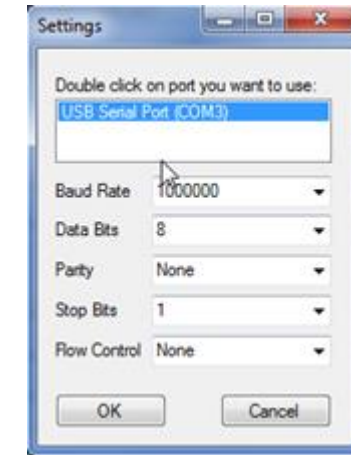 Settings
Double click on port you want to use:
USB Serial Port (COM3)
Baud Rate 1000000
Data Bits 8
Parity None
Stop Bits 1
Flow Control None
OK Cancel